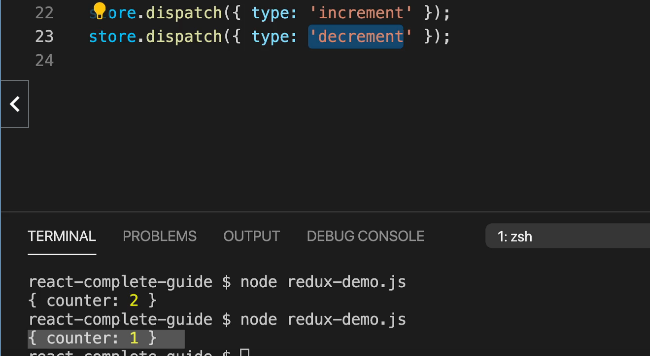 22 store.dispatch({ type: 'increment' });
23 store.dispatch({ type: 'decrement' });
24
TERMINAL PROBLEMS OUTPUT DEBUG CONSOLE 1: zsh
react-complete-guide $ node redux-demo.js
{ counter: 2 }
react-complete-guide $ node redux-demo.js
{ counter: 1 }
react-complete-guide $